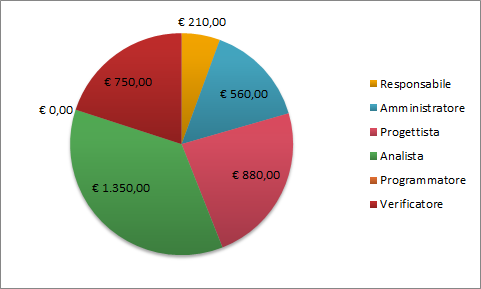 € 210,00
€ 560,00
€ 880,00
€ 1.350,00
€ 0,00
€ 750,00
Responsabile
Amministratore
Progettista
Analista
Programmatore
Verificatore